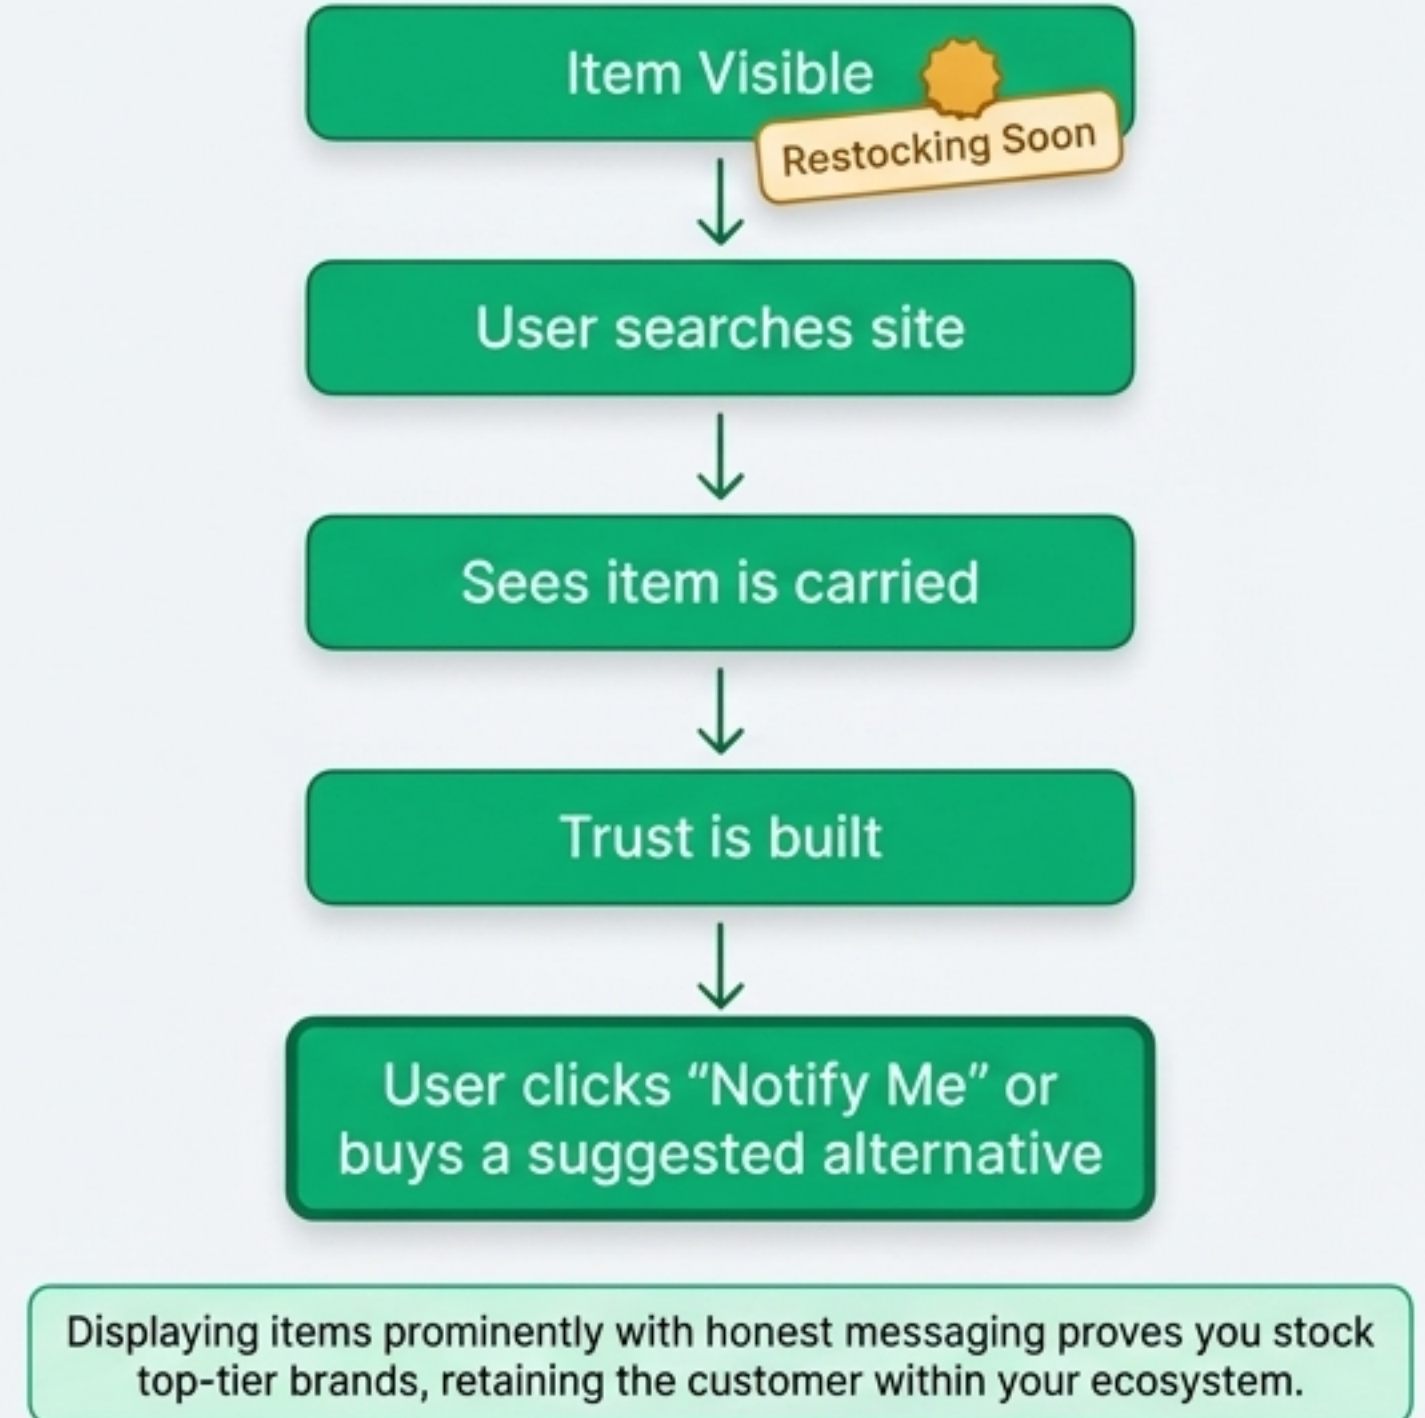 Item Visible
Restocking Soon
User searches site
Sees item is carried
Trust is built
User clicks “Notify Me” or
buys a suggested alternative
Displaying items prominently with honest messaging proves you stock
top-tier brands, retaining the customer within your ecosystem.